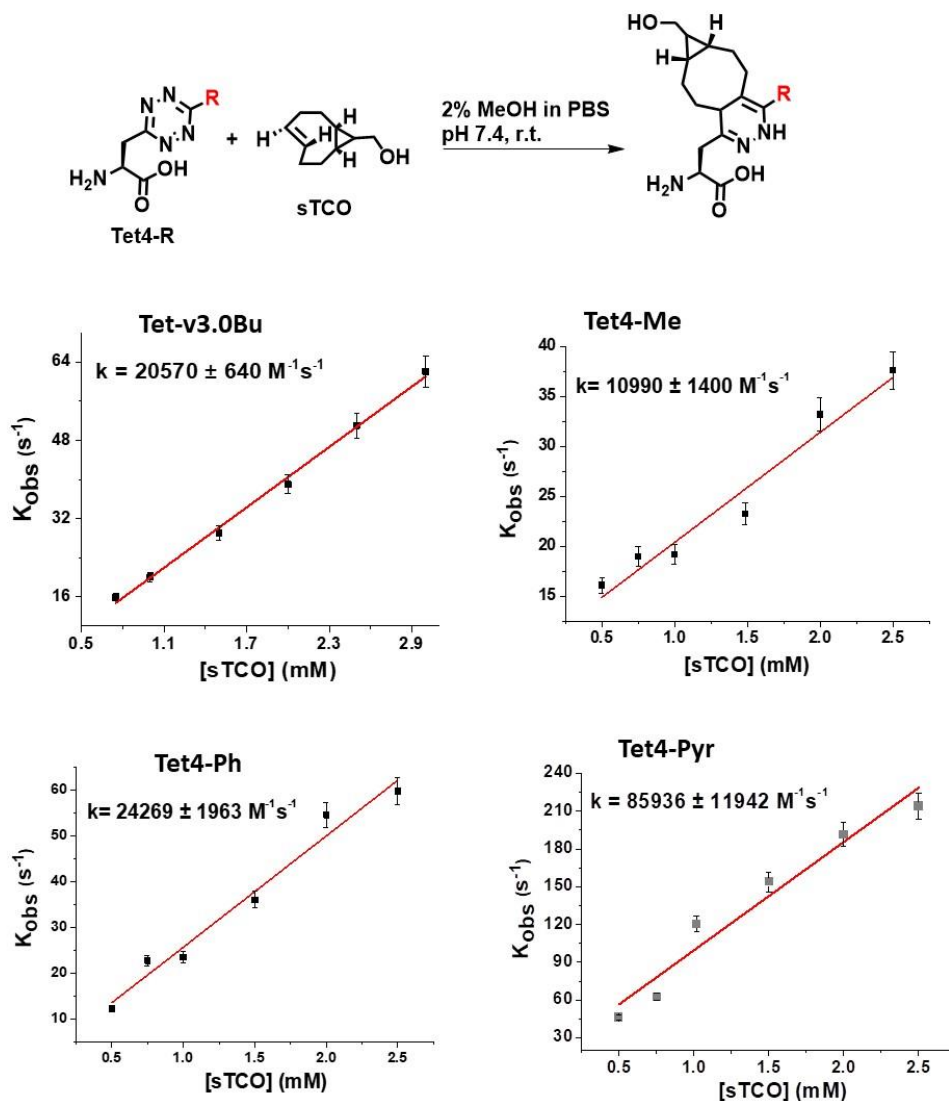 HO
H
H
N N
N N
R
H₂N
OH
O
Tet4-R
+
H
H
H
H
OH
sTCO
2% MeOH in PBS
pH 7.4, r.t.
R
NH
N
H₂N
OH
O
Tet-v3.0Bu
k = 20570 ± 640 M⁻¹s⁻¹
K_obs (s⁻¹)
64
48
32
16
0.5 1.1 1.7 2.3 2.9
[sTCO] (mM)
Tet4-Me
k= 10990 ± 1400 M⁻¹s⁻¹
K_obs (s⁻¹)
40
35
30
25
20
15
0.5 1.0 1.5 2.0 2.5
[sTCO] (mM)
Tet4-Ph
k= 24269 ± 1963 M⁻¹s⁻¹
K_obs (s⁻¹)
60
50
40
30
20
10
0.5 1.0 1.5 2.0 2.5
[sTCO] (mM)
Tet4-Pyr
k = 85936 ± 11942 M⁻¹s⁻¹
K_obs (s⁻¹)
240
210
180
150
120
90
60
30
0.5 1.0 1.5 2.0 2.5
[sTCO] (mM)